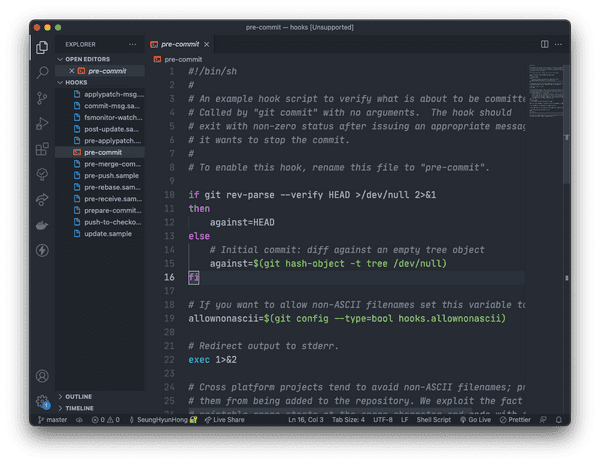 pre-commit — hooks [Unsupported]
EXPLORER
OPEN EDITORS
pre-commit
HOOKS
applypatch-msg....
commit-msg.sa...
fsmonitor-watch...
post-update.sa...
pre-applypatch....
pre-commit
pre-merge-com...
pre-push.sample
pre-rebase.sam...
pre-receive.sam...
prepare-commit...
push-to-checko...
update.sample
OUTLINE
TIMELINE
pre-commit
pre-commit
1 #!/bin/sh
2 #
3 # An example hook script to verify what is about to be committe
4 # Called by "git commit" with no arguments. The hook should
5 # exit with non-zero status after issuing an appropriate messag
6 # it wants to stop the commit.
7 #
8 # To enable this hook, rename this file to "pre-commit".
9
10 if git rev-parse --verify HEAD >/dev/null 2>&1
11 then
12 against=HEAD
13 else
14 # Initial commit: diff against an empty tree object
15 against=$(git hash-object -t tree /dev/null)
16 fi
17
18 # If you want to allow non-ASCII filenames set this variable to
19 allownonascii=$(git config --type=bool hooks.allownonascii)
20
21 # Redirect output to stderr.
22 exec 1>&2
23
24 # Cross platform projects tend to avoid non-ASCII filenames; pr
25 # them from being added to the repository. We exploit the fact
1
master 0 0 SeungHyunHong Live Share Ln 16, Col 3 Tab Size: 4 UTF-8 LF Shell Script Go Live Prettier